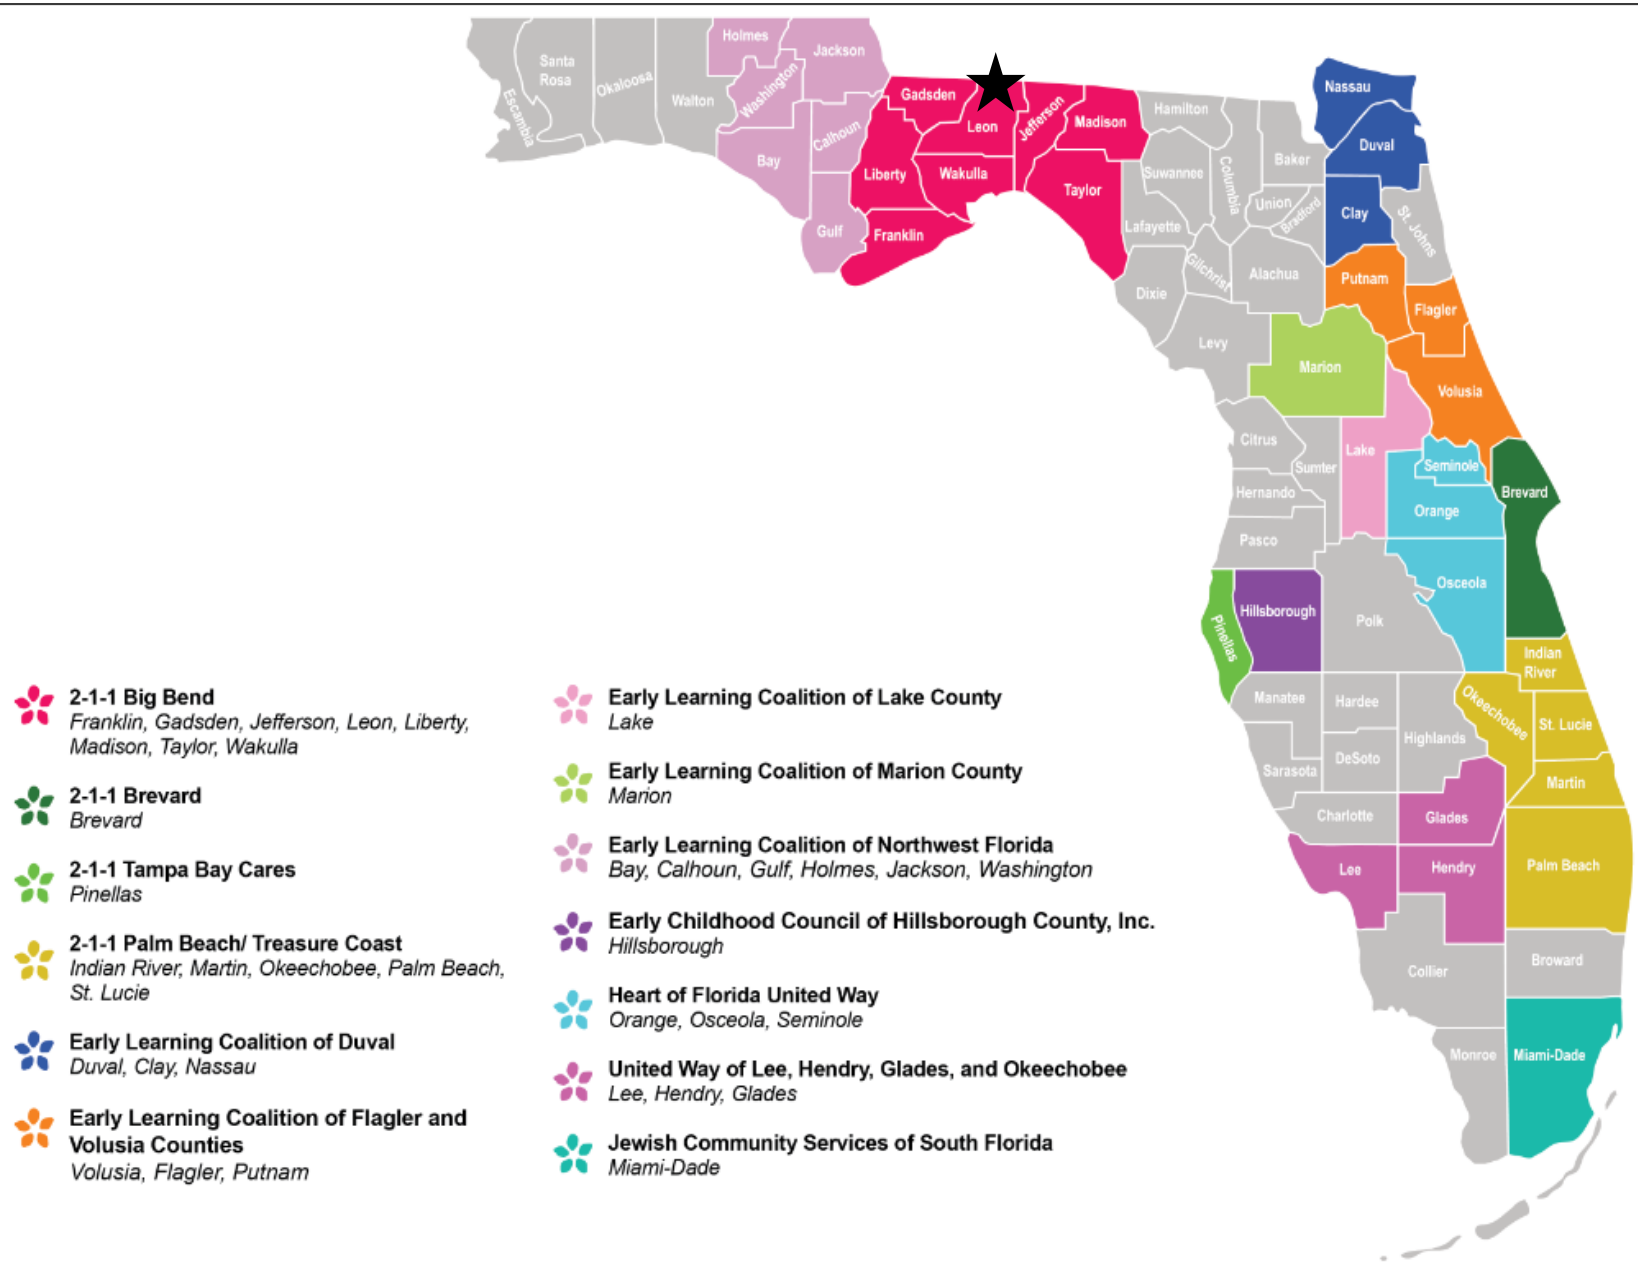 Holmes
Jackson
Santa
Rosa
Okaloosa
Walton
Washington
Escambia
Bay
Calhoun
Gulf
Gadsden
Leon
Jefferson
Madison
Liberty
Wakulla
Taylor
Franklin
Hamilton
Suwannee
Columbia
Baker
Lafayette
Union
Bradford
Nassau
Duval
Clay
St. Johns
Dixie
Gilchrist
Alachua
Putnam
Flagler
Levy
Marion
Volusia
Citrus
Sumter
Lake
Seminole
Hernando
Orange
Brevard
Pasco
Osceola
Pinellas
Hillsborough
Polk
Indian
River
Manatee
Hardee
Highlands
Okeechobee
St. Lucie
Sarasota
DeSoto
Martin
Charlotte
Glades
Lee
Hendry
Palm Beach
Collier
Broward
Monroe
Miami-Dade
2-1-1 Big Bend
Franklin, Gadsden, Jefferson, Leon, Liberty,
Madison, Taylor, Wakulla
2-1-1 Brevard
Brevard
2-1-1 Tampa Bay Cares
Pinellas
2-1-1 Palm Beach/ Treasure Coast
Indian River, Martin, Okeechobee, Palm Beach,
St. Lucie
Early Learning Coalition of Duval
Duval, Clay, Nassau
Early Learning Coalition of Flagler and
Volusia Counties
Volusia, Flagler, Putnam
Early Learning Coalition of Lake County
Lake
Early Learning Coalition of Marion County
Marion
Early Learning Coalition of Northwest Florida
Bay, Calhoun, Gulf, Holmes, Jackson, Washington
Early Childhood Council of Hillsborough County, Inc.
Hillsborough
Heart of Florida United Way
Orange, Osceola, Seminole
United Way of Lee, Hendry, Glades, and Okeechobee
Lee, Hendry, Glades
Jewish Community Services of South Florida
Miami-Dade